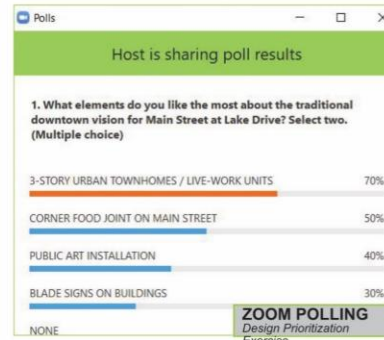 Polls
Host is sharing poll results
1. What elements do you like the most about the traditional
downtown vision for Main Street at Lake Drive? Select two.
(Multiple choice)
3-STORY URBAN TOWNHOMES / LIVE-WORK UNITS 70%
CORNER FOOD JOINT ON MAIN STREET 50%
PUBLIC ART INSTALLATION 40%
BLADE SIGNS ON BUILDINGS 30%
NONE
ZOOM POLLING
Design Prioritization
Exercise